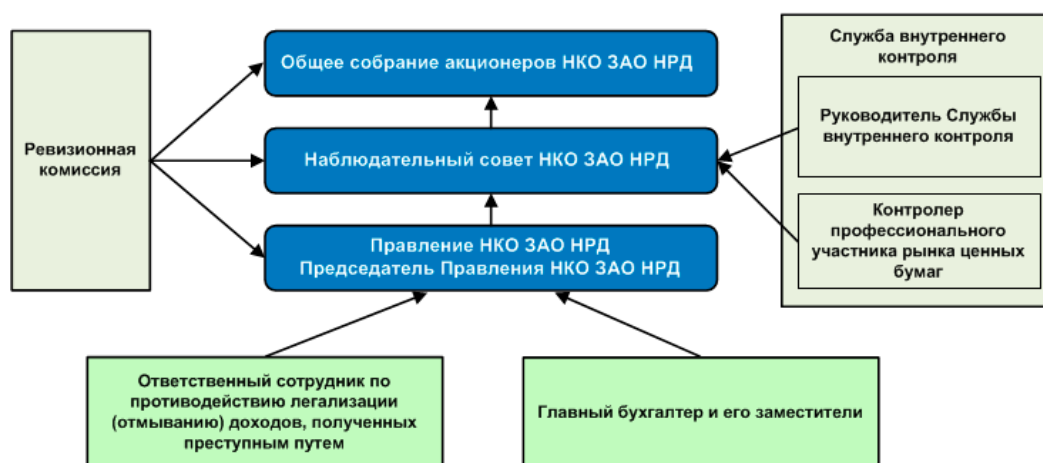 Ревизионная
комиссия
Общее собрание акционеров НКО ЗАО НРД
Наблюдательный совет НКО ЗАО НРД
Правление НКО ЗАО НРД
Председатель Правления НКО ЗАО НРД
Служба внутреннего
контроля
Руководитель Службы
внутреннего контроля
Контролер
профессионального
участника рынка ценных
бумаг
Ответственный сотрудник по
противодействию легализации
(отмыванию) доходов, полученных
преступным путем
Главный бухгалтер и его заместители